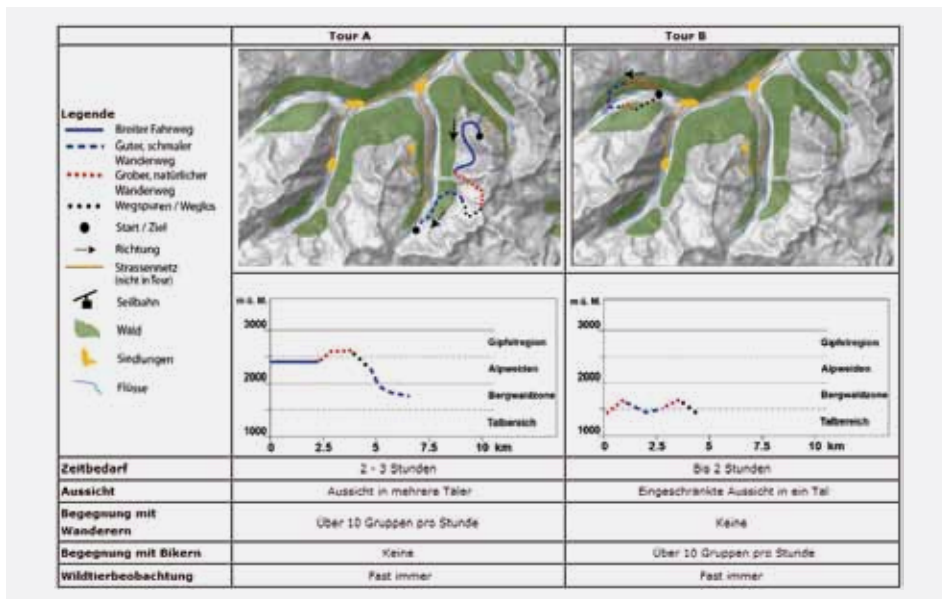 Tour A
Tour B
Legende
Breiter Fahrweg
Guter, schmaler
Wanderweg
Grober, natürlicher
Wanderweg
Wegspuren / Weglos
Start / Ziel
Richtung
Strassennetz
(nicht in Tour)
Seilbahn
Wald
Siedlungen
Flüsse
m ü. M.
3000
2000
1000
Gipfelregion
Alpweiden
Bergwaldzone
Talbereich
0
2.5
5
7.5
10 km
m ü. M.
3000
2000
1000
Gipfelregion
Alpweiden
Bergwaldzone
Talbereich
0
2.5
5
7.5
10 km
Zeitbedarf
2 - 3 Stunden
Bis 2 Stunden
Aussicht
Aussicht in mehrere Täler
Eingeschränkte Aussicht in ein Tal
Begegnung mit
Wanderern
Über 10 Gruppen pro Stunde
Keine
Begegnung mit Bikern
Keine
Über 10 Gruppen pro Stunde
Wildtierbeobachtung
Fast immer
Fast immer